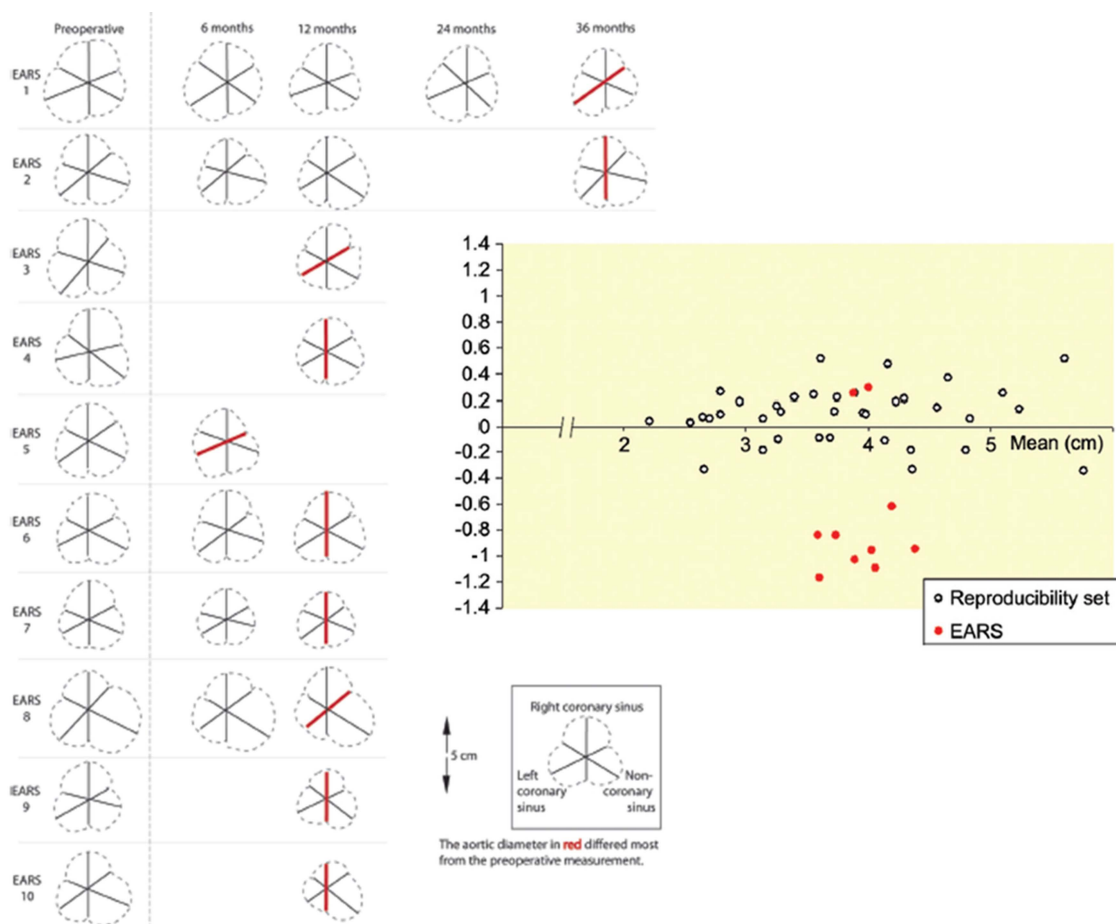 Preoperative 6 months 12 months 24 months 36 months
EARS
1
EARS
2
EARS
3
EARS
4
EARS
5
EARS
6
EARS
7
EARS
8
EARS
9
EARS
10
1.4
1.2
1
0.8
0.6
0.4
0.2
0
-0.2
-0.4
-0.6
-0.8
-1
-1.2
-1.4
2 3 4 5 Mean (cm)
Reproducibility set
EARS
5 cm
Right coronary sinus
Left
coronary
sinus
Non-
coronary
sinus
The aortic diameter in red differed most
from the preoperative measurement.